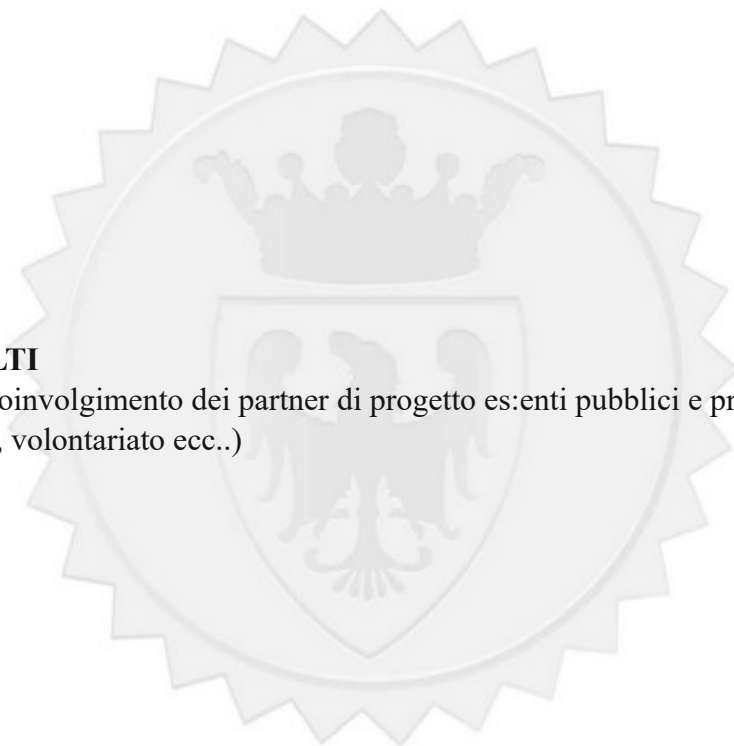 LTI
oinvolgimento dei partner di progetto es:enti pubblici e pr
, volontariato ecc..)